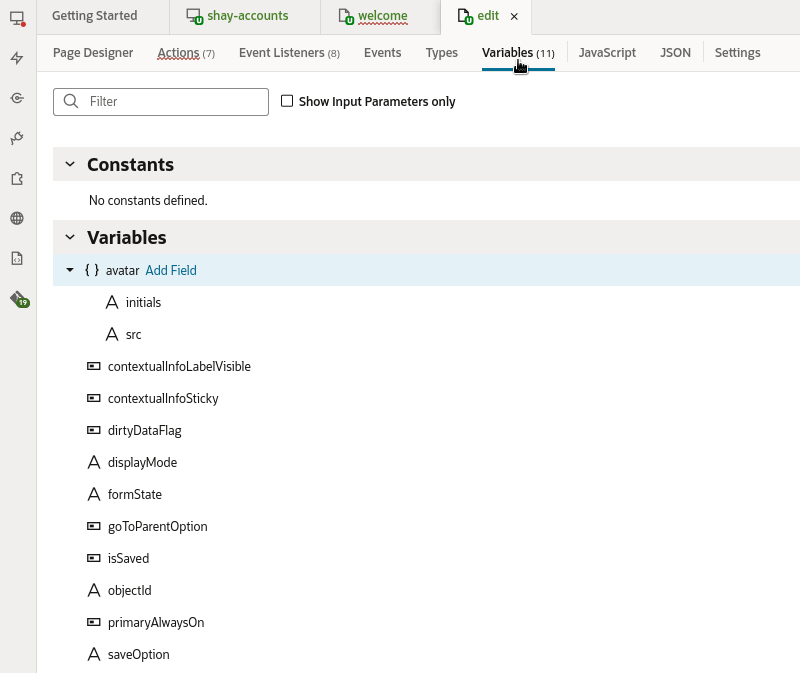 Getting Started shay-accounts welcome edit
Page Designer Actions (7) Event Listeners (8) Events Types Variables (11) JavaScript JSON Settings
Filter Show Input Parameters only
Constants
No constants defined.
Variables
{ } avatar Add Field
initials
src
contextualInfoLabelVisible
contextualInfoSticky
dirtyDataFlag
displayMode
formState
goToParentOption
isSaved
objectId
primaryAlwaysOn
saveOption
19